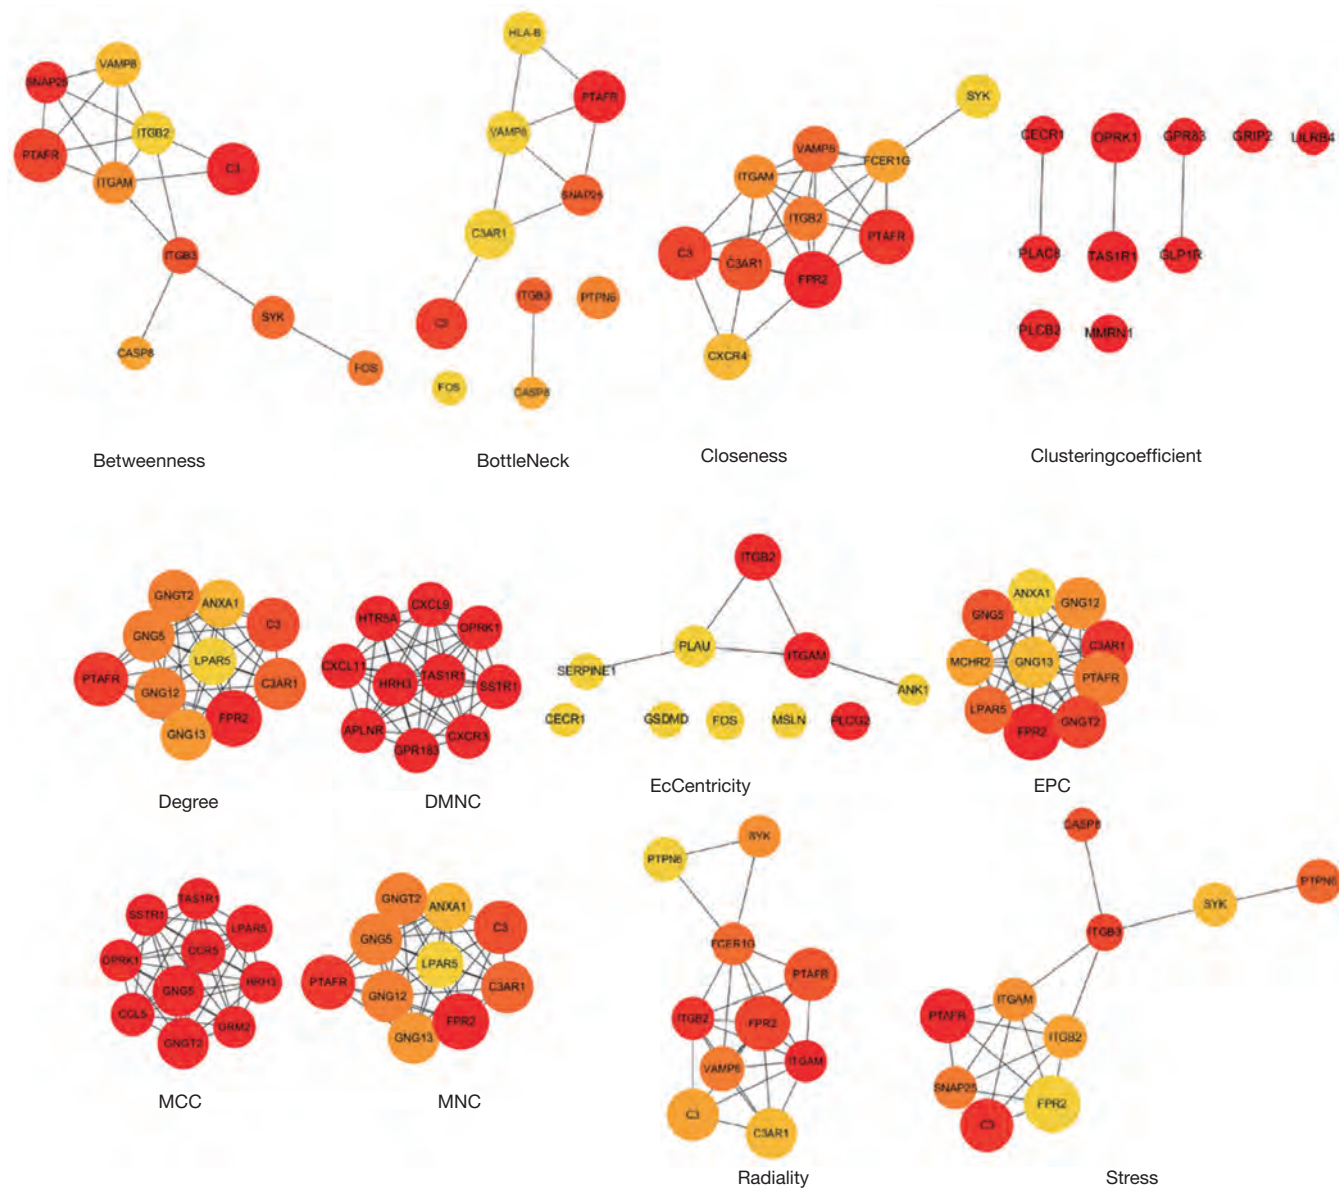 VAMP8
SNAP25
ITGB2
PTAFR
C3
ITGAM
ITGB3
SYK
CASP8
FOS
Betweenness
HLA-B
PTAFR
VAMP8
SNAP25
C3AR1
C3
ITGB3
PTPN6
FOS
CASP8
BottleNeck
SYK
VAMP8
FCER1G
ITGAM
ITGB2
PTAFR
C3
C3AR1
FPR2
CXCR4
Closeness
CECR1
OPRK1
GPR83
GRIP2
LILRB4
PLAC8
TAS1R1
GLP1R
PLCB2
MMRN1
Clusteringcoefficient
GNGT2
ANXA1
C3
GNG5
LPAR5
PTAFR
GNG12
C3AR1
FPR2
GNG13
Degree
CXCL9
HTR5A
OPRK1
CXCL11
TAS1R1
HRH3
SSTR1
APLNR
CXCR3
GPR183
DMNC
ITGB2
PLAU
ITGAM
SERPINE1
ANK1
CECR1
GSDMD
FOS
MSLN
PLCG2
EcCentricity
ANXA1
GNG12
GNG5
C3AR1
MCHR2
GNG13
PTAFR
LPAR5
GNGT2
FPR2
EPC
TAS1R1
SSTR1
LPAR5
CCR5
OPRK1
HRH3
GNG5
CCL5
GRM2
GNGT2
MCC
GNGT2
ANXA1
C3
GNG5
LPAR5
PTAFR
GNG12
C3AR1
FPR2
GNG13
MNC
SYK
PTPN6
FCER1G
PTAFR
ITGB2
FPR2
VAMP8
ITGAM
C3
C3AR1
Radiality
CASP8
PTPN6
SYK
ITGB3
ITGAM
PTAFR
ITGB2
SNAP25
FPR2
C3
Stress